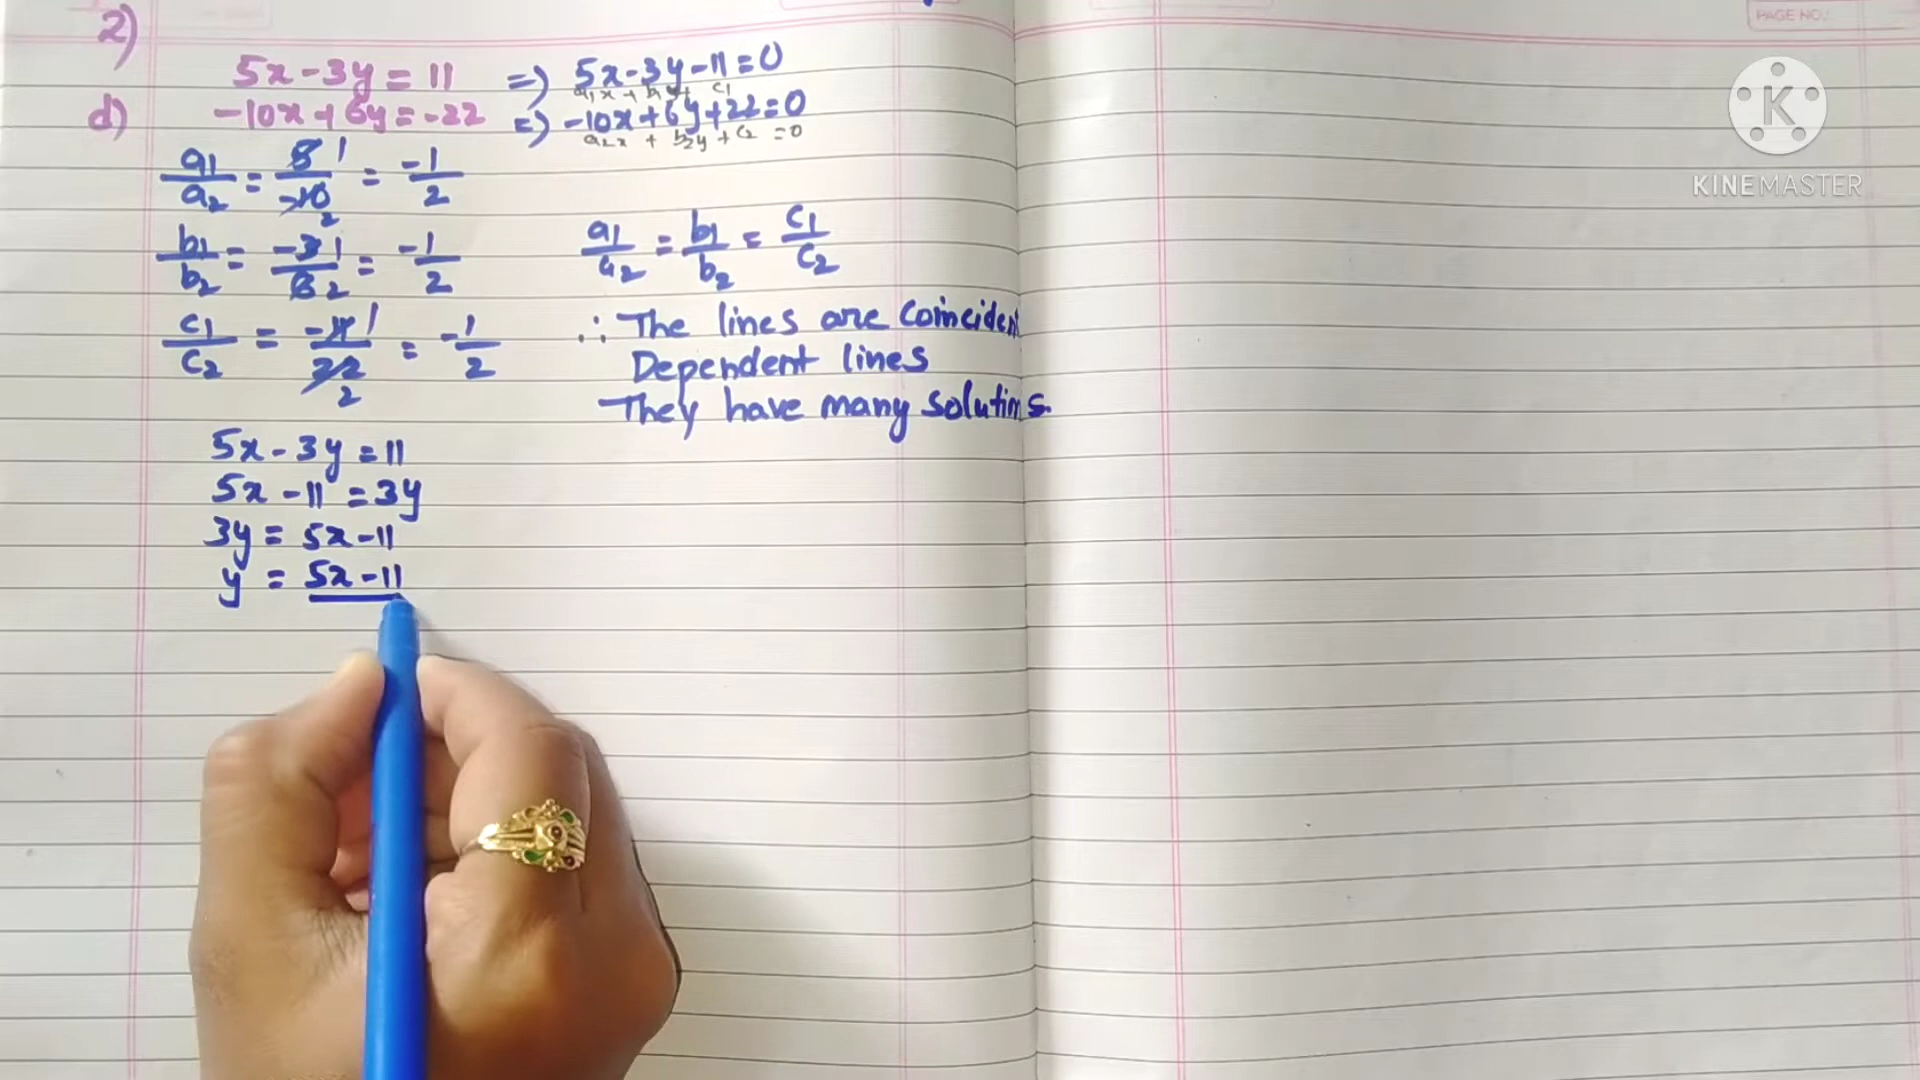 2)
5x - 3y = 11 => 5x - 3y - 11 = 0
a1x + b1y + c1
d) -10x + 6y = -22 => -10x + 6y + 22 = 0
a2x + b2y + c2 = 0
a1/a2 = 5/-10 = -1/2
b1/b2 = -3/6 = -1/2
a1/a2 = b1/b2 = c1/c2
c1/c2 = -11/22 = -1/2
∴ The lines are coincident
Dependent lines
They have many solutions.
5x - 3y = 11
5x - 11 = 3y
3y = 5x - 11
y = 5x - 11
PAGE NO.:
K
KINEMASTER